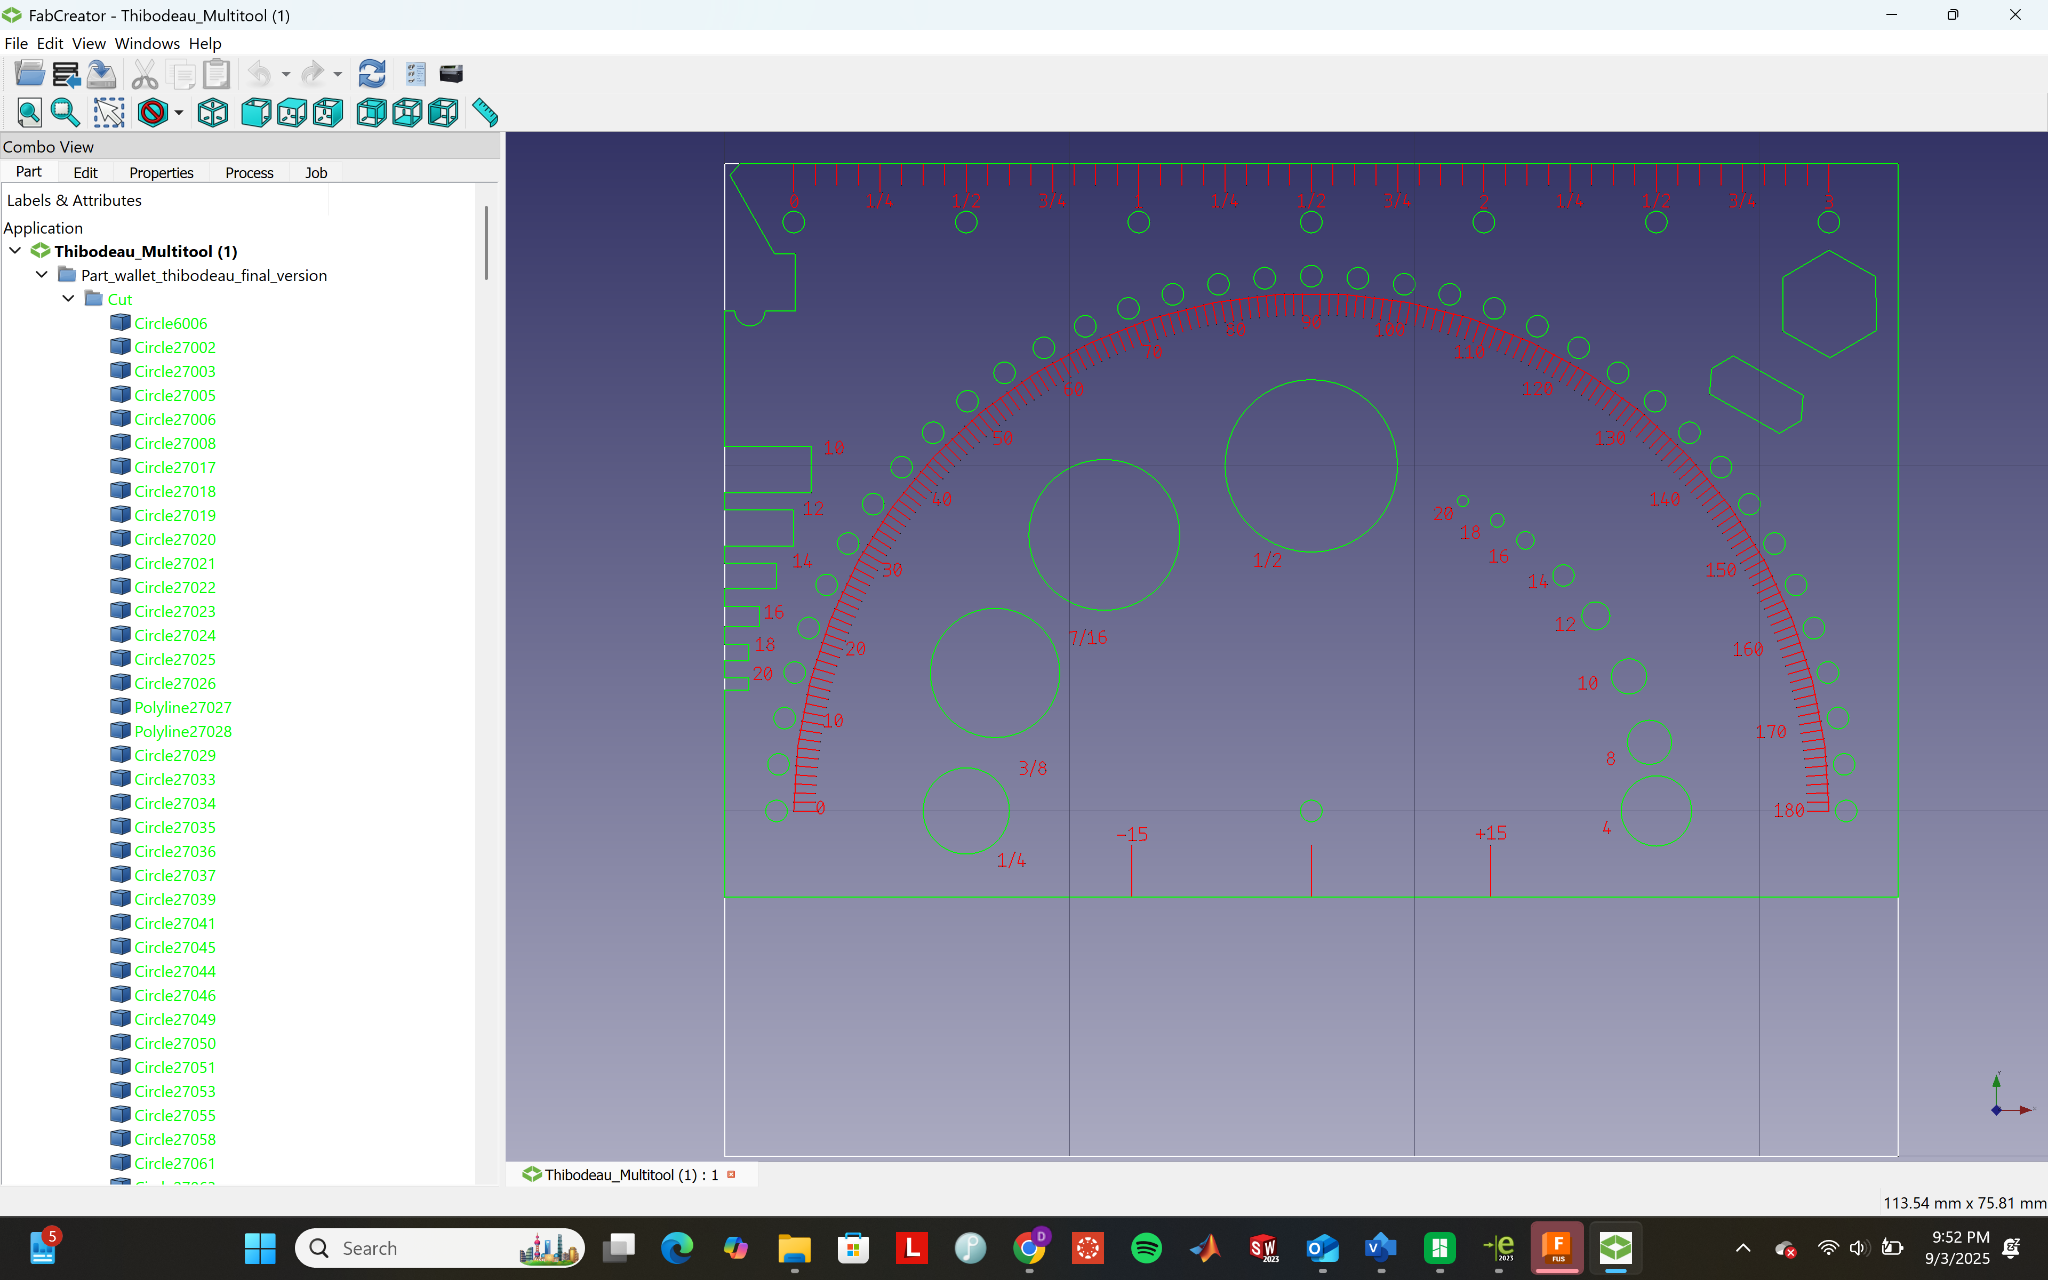 FabCreator - Thibodeau_Multitool (1)
File Edit View Windows Help
Combo View
Part Edit Properties Process Job
Labels & Attributes
Application
Thibodeau_Multitool (1)
Part_wallet_thibodeau_final_version
Cut
Circle6006
Circle27002
Circle27003
Circle27005
Circle27006
Circle27008
Circle27017
Circle27018
Circle27019
Circle27020
Circle27021
Circle27022
Circle27023
Circle27024
Circle27025
Circle27026
Polyline27027
Polyline27028
Circle27029
Circle27033
Circle27034
Circle27035
Circle27036
Circle27037
Circle27039
Circle27041
Circle27045
Circle27044
Circle27046
Circle27049
Circle27050
Circle27051
Circle27053
Circle27055
Circle27058
Circle27061
0 1/4 1/2 3/4 1 1/4 1/2 3/4 2 1/4 1/2 3/4 3
10
12
14
16
18
20
0
10
20
30
40
50
60
70
80
90
100
110
120
130
140
150
160
170
180
1/2
7/16
3/8
1/4
20
18
16
14
12
10
8
4
-15
+15
Thibodeau_Multitool (1) : 1
113.54 mm x 75.81 mm
5
Search
L
P
D
SW
2023
e
2023
F
FUS
9:52 PM
9/3/2025